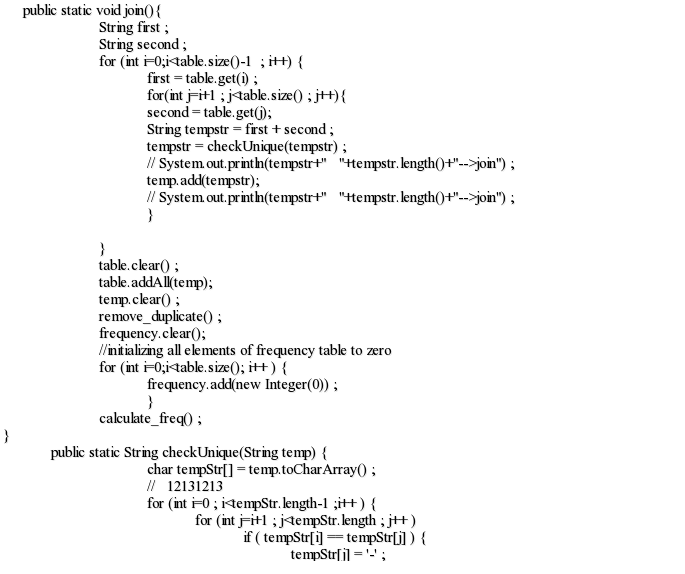 public static void join(){
String first ;
String second ;
for (int i=0;i<table.size()-1  ; i++) {
first = table.get(i) ;
for(int j=i+1 ; j<table.size() ; j++){
second = table.get(j);
String tempstr = first + second ;
tempstr = checkUnique(tempstr) ;
// System.out.println(tempstr+"   "+tempstr.length()+"-->join") ;
temp.add(tempstr);
// System.out.println(tempstr+"   "+tempstr.length()+"-->join") ;
}
}
table.clear() ;
table.addAll(temp);
temp.clear() ;
remove_duplicate() ;
frequency.clear();
//initializing all elements of frequency table to zero
for (int i=0;i<table.size(); i++ ) {
frequency.add(new Integer(0)) ;
}
calculate_freq() ;
}
public static String checkUnique(String temp) {
char tempStr[] = temp.toCharArray() ;
//   12131213
for (int i=0 ; i<tempStr.length-1 ;i++ ) {
for (int j=i+1 ; j<tempStr.length ; j++ )
if ( tempStr[i] == tempStr[j] ) {
tempStr[j] = '-' ;